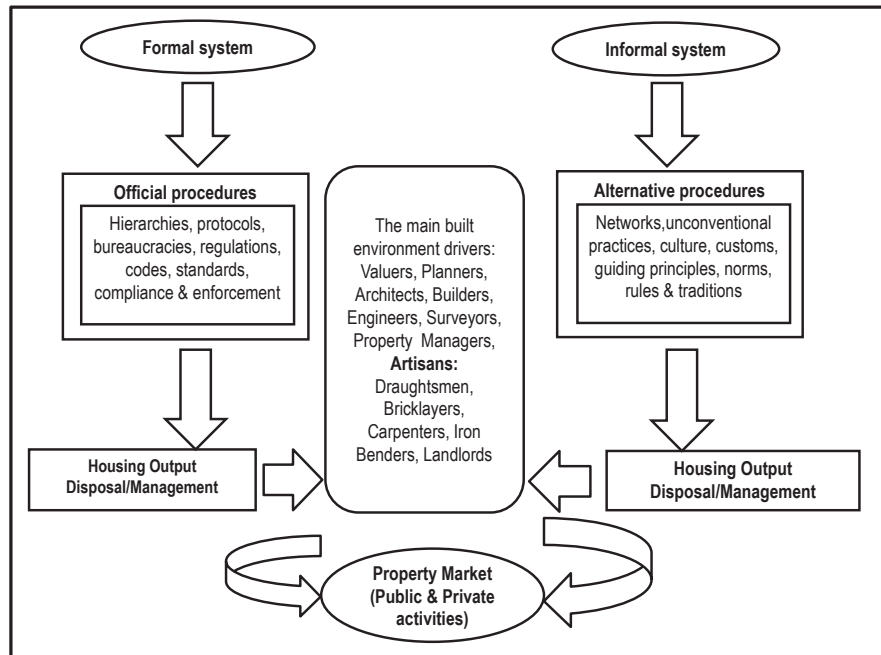 Formal system
Informal system
Official procedures
Hierarchies, protocols,
bureaucracies, regulations,
codes, standards,
compliance & enforcement
The main built
environment drivers:
Valuers, Planners,
Architects, Builders,
Engineers, Surveyors,
Property Managers,
Artisans:
Draughtsmen,
Bricklayers,
Carpenters, Iron
Benders, Landlords
Alternative procedures
Networks,unconventional
practices, culture, customs,
guiding principles, norms,
rules & traditions
Housing Output
Disposal/Management
Housing Output
Disposal/Management
Property Market
(Public & Private
activities)